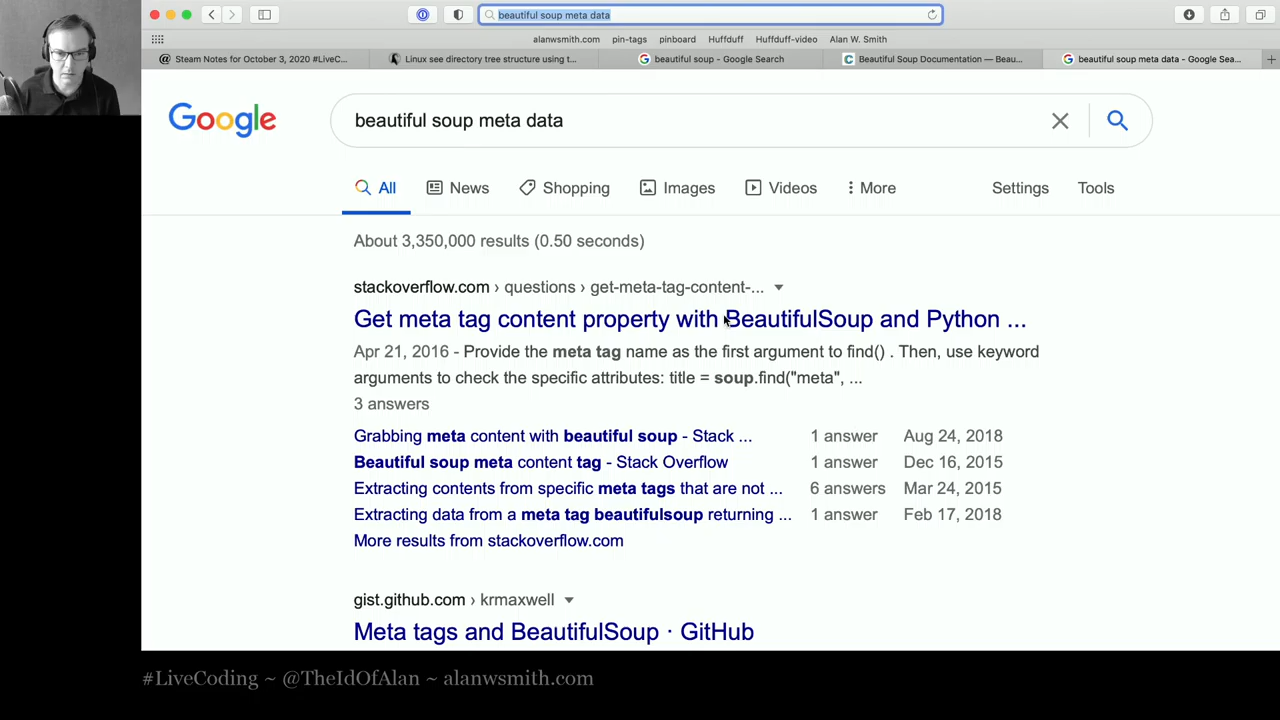 beautiful soup meta data
alanwsmith.com pin-tags pinboard Huffduff Huffduff-video Alan W. Smith
Steam Notes for October 3, 2020 #LiveC...
Linux see directory tree structure using t...
beautiful soup - Google Search
Beautiful Soup Documentation — Beau...
beautiful soup meta data - Google Sea...
Google
beautiful soup meta data
All News Shopping Images Videos More Settings Tools
About 3,350,000 results (0.50 seconds)
stackoverflow.com › questions › get-meta-tag-content-...
Get meta tag content property with BeautifulSoup and Python ...
Apr 21, 2016 - Provide the meta tag name as the first argument to find() . Then, use keyword
arguments to check the specific attributes: title = soup.find("meta", ...
3 answers
Grabbing meta content with beautiful soup - Stack ... 1 answer Aug 24, 2018
Beautiful soup meta content tag - Stack Overflow 1 answer Dec 16, 2015
Extracting contents from specific meta tags that are not ... 6 answers Mar 24, 2015
Extracting data from a meta tag beautifulsoup returning ... 1 answer Feb 17, 2018
More results from stackoverflow.com
gist.github.com › krmaxwell
Meta tags and BeautifulSoup · GitHub
#LiveCoding ~ @TheIdOfAlan ~ alanwsmith.com